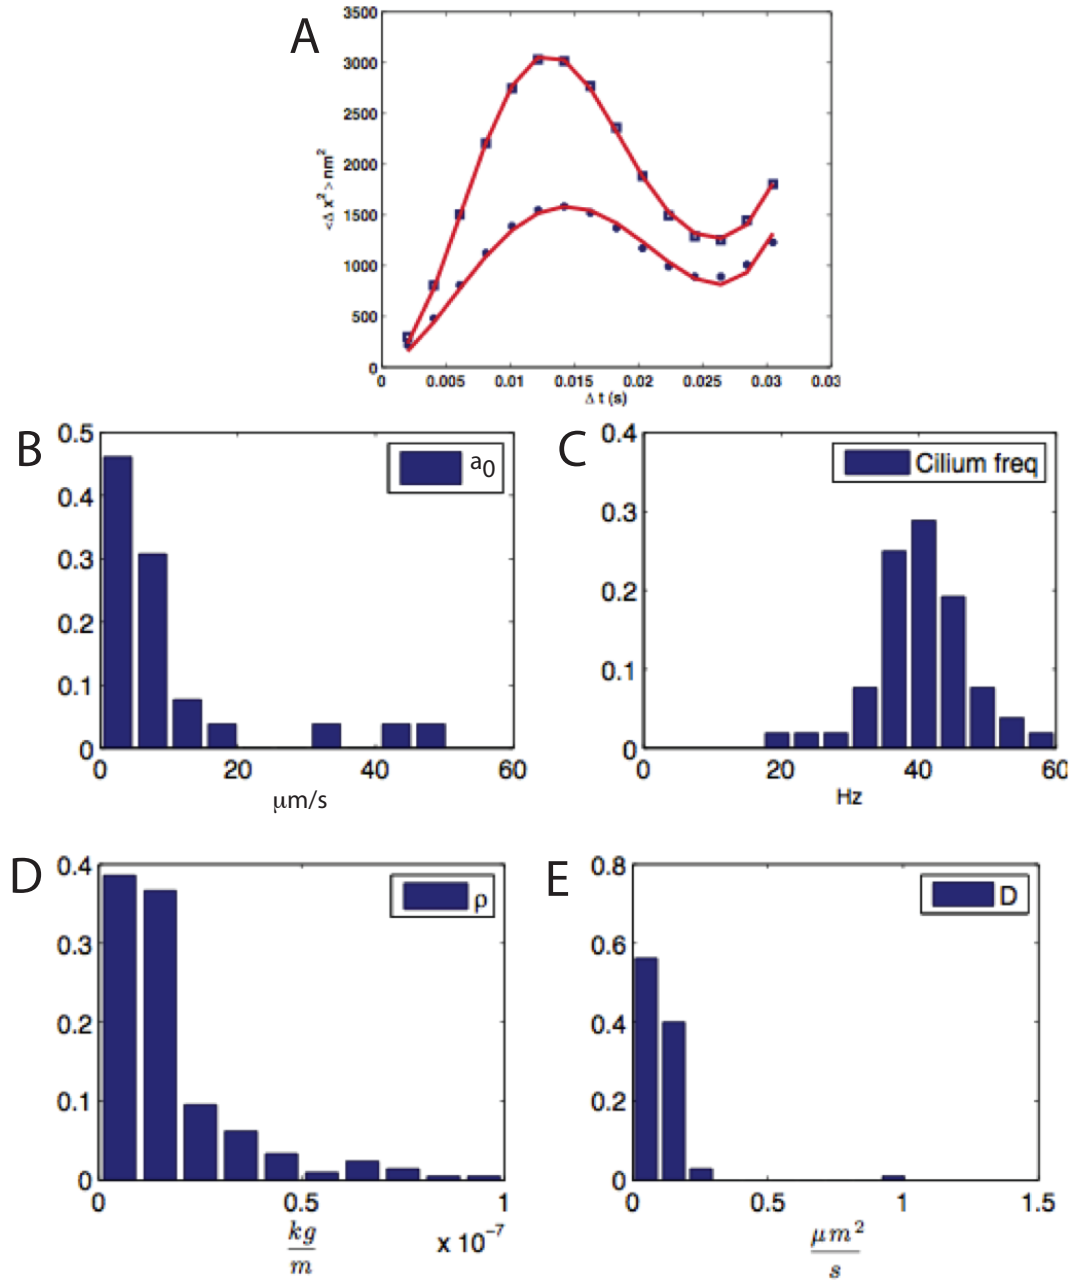 A
3500
3000
2500
2000
1500
1000
500
0
<Δ x² > nm²
0 0.005 0.01 0.015 0.02 0.025 0.03 0.03
Δ t (s)
B
0.5
0.4
0.3
0.2
0.1
0
a₀
0 20 40 60
μm/s
C
0.4
0.3
0.2
0.1
0
Cilium freq
0 20 40 60
Hz
D
0.4
0.3
0.2
0.1
0
ρ
0 0.5 1
kg/m
x 10⁻⁷
E
0.8
0.6
0.4
0.2
0
D
0 0.5 1 1.5
μm²/s